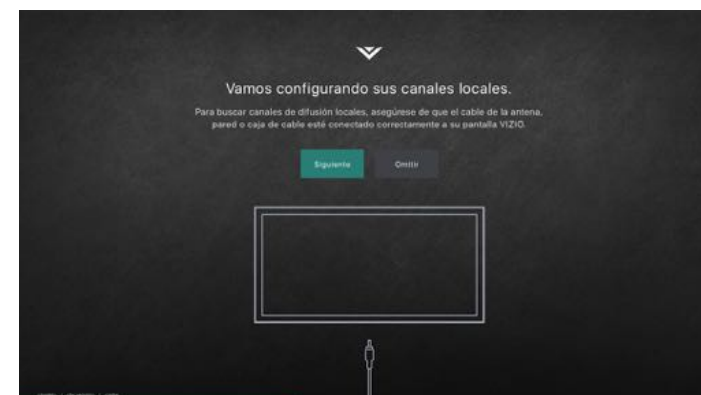 Vamos configurando sus canales locales.
Para buscar canales de difusión locales, asegúrese de que el cable de la antena,
pared o caja de cable esté conectado correctamente a su pantalla VIZIO.
Siguiente
Omitir